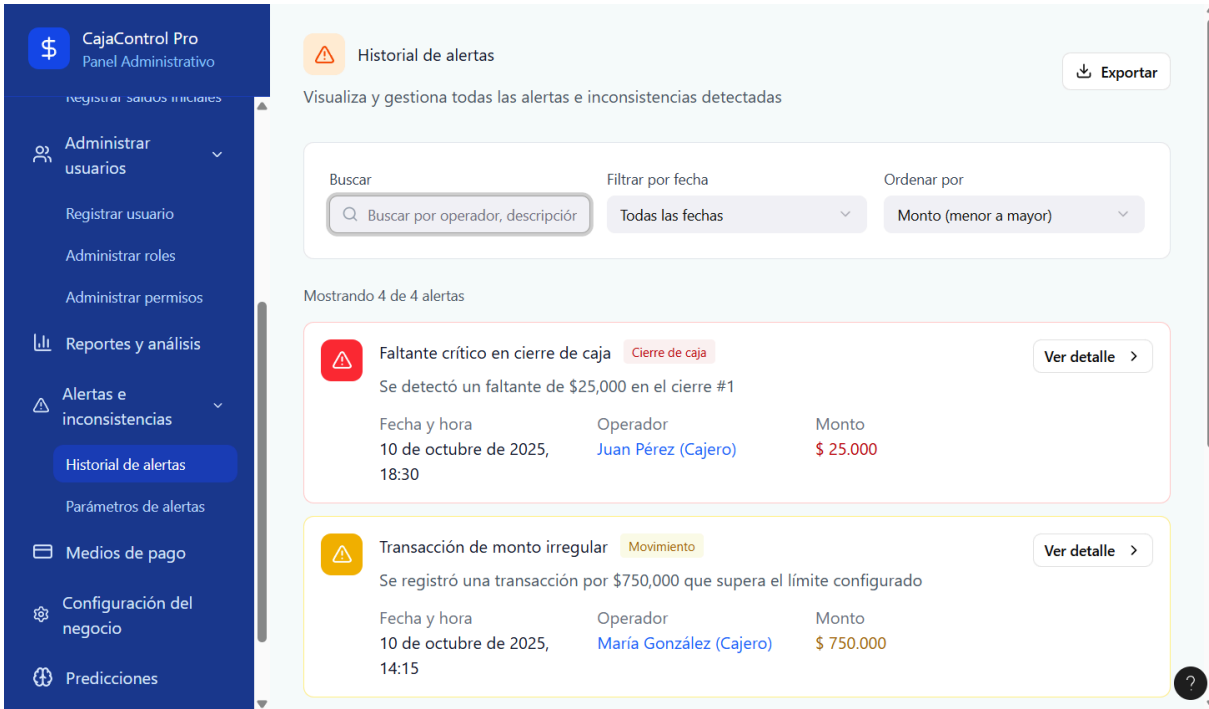 $
CajaControl Pro
Panel Administrativo
Registrar saldos iniciales
Administrar
usuarios
Registrar usuario
Administrar roles
Administrar permisos
Reportes y análisis
Alertas e
inconsistencias
Historial de alertas
Parámetros de alertas
Medios de pago
Configuración del
negocio
Predicciones
Historial de alertas
Exportar
Visualiza y gestiona todas las alertas e inconsistencias detectadas
Buscar
Filtrar por fecha
Ordenar por
Buscar por operador, descripción
Todas las fechas
Monto (menor a mayor)
Mostrando 4 de 4 alertas
Faltante crítico en cierre de caja
Cierre de caja
Ver detalle
Se detectó un faltante de $25,000 en el cierre #1
Fecha y hora
Operador
Monto
10 de octubre de 2025,
18:30
Juan Pérez (Cajero)
$ 25.000
Transacción de monto irregular
Movimiento
Ver detalle
Se registró una transacción por $750,000 que supera el límite configurado
Fecha y hora
Operador
Monto
10 de octubre de 2025,
14:15
María González (Cajero)
$ 750.000
?